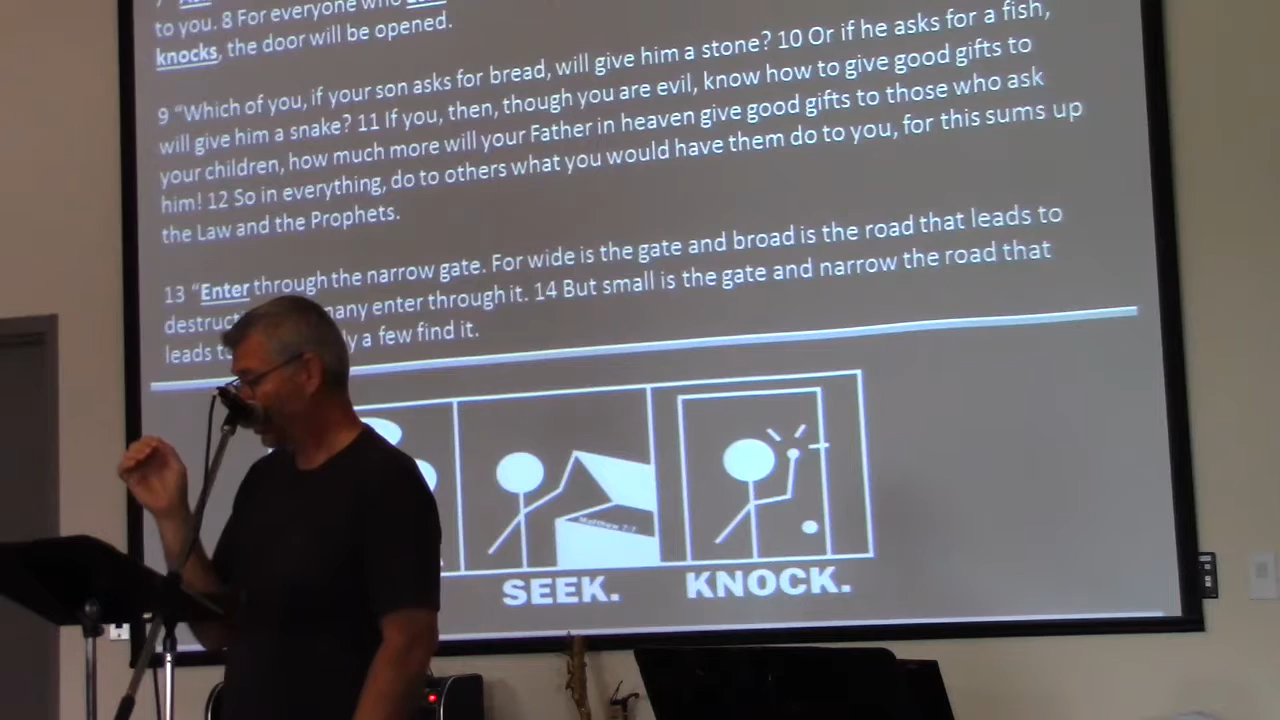 to you. 8 For everyone who
knocks, the door will be opened.
9 “Which of you, if your son asks for bread, will give him a stone? 10 Or if he asks for a fish,
will give him a snake? 11 If you, then, though you are evil, know how to give good gifts to
your children, how much more will your Father in heaven give good gifts to those who ask
him! 12 So in everything, do to others what you would have them do to you, for this sums up
the Law and the Prophets.
13 “Enter through the narrow gate. For wide is the gate and broad is the road that leads to
many enter through it. 14 But small is the gate and narrow the road that
leads a few find it.
Matthew 7:7
SEEK.
KNOCK.